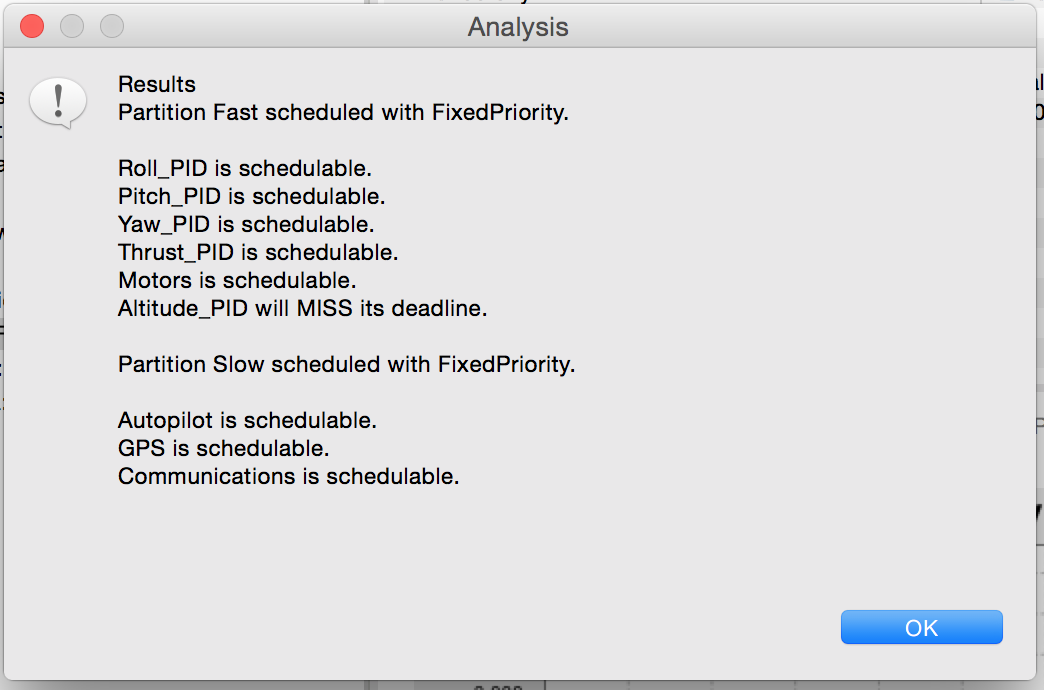 Analysis
Results
Partition Fast scheduled with FixedPriority.
Roll_PID is schedulable.
Pitch_PID is schedulable.
Yaw_PID is schedulable.
Thrust_PID is schedulable.
Motors is schedulable.
Altitude_PID will MISS its deadline.
Partition Slow scheduled with FixedPriority.
Autopilot is schedulable.
GPS is schedulable.
Communications is schedulable.
OK